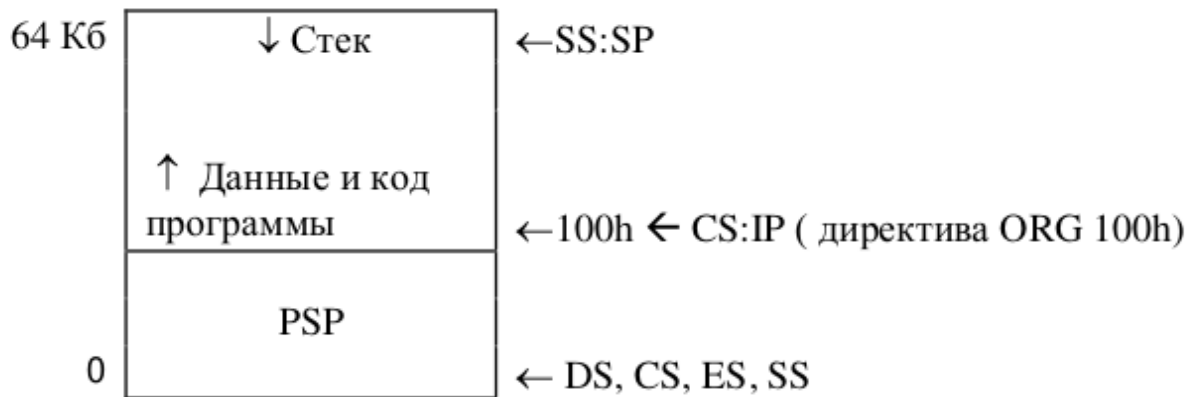 64 Кб ↓ Стек ←SS:SP
↑ Данные и код
программы ←100h ← CS:IP ( директива ORG 100h)
PSP
0 ← DS, CS, ES, SS